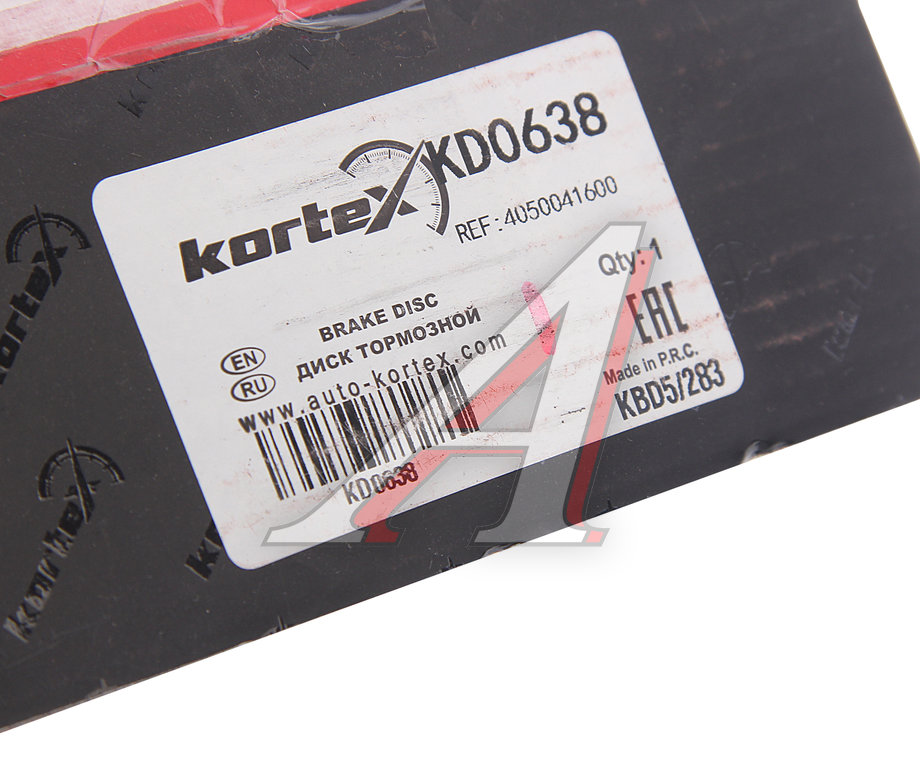 kortex
KD0638
REF:4050041600
Qty: 1
EAC
Made in P.R.C.
KBD5/283
EN
BRAKE DISC
RU
ДИСК ТОРМОЗНОЙ
www.auto-kortex.com
KD0638
kortex
kortex